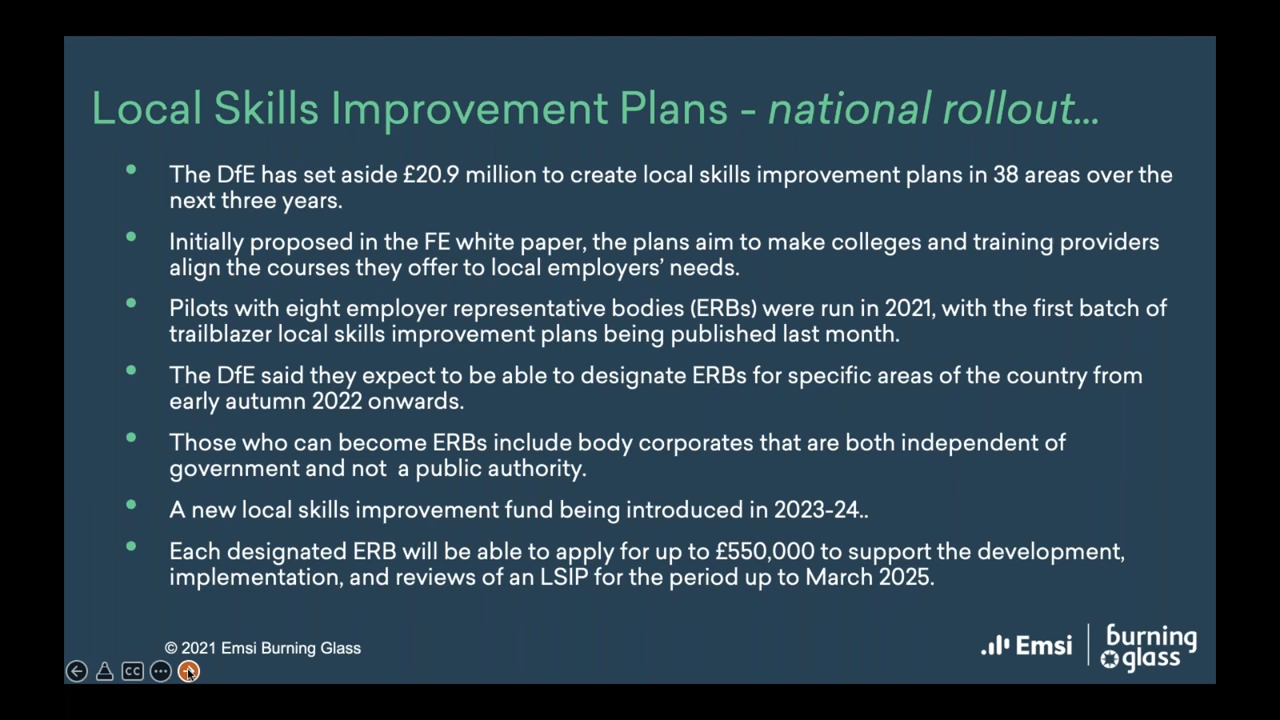 Local Skills Improvement Plans - national rollout...
The DfE has set aside £20.9 million to create local skills improvement plans in 38 areas over the
next three years.
Initially proposed in the FE white paper, the plans aim to make colleges and training providers
align the courses they offer to local employers’ needs.
Pilots with eight employer representative bodies (ERBs) were run in 2021, with the first batch of
trailblazer local skills improvement plans being published last month.
The DfE said they expect to be able to designate ERBs for specific areas of the country from
early autumn 2022 onwards.
Those who can become ERBs include body corporates that are both independent of
government and not  a public authority.
A new local skills improvement fund being introduced in 2023-24..
Each designated ERB will be able to apply for up to £550,000 to support the development,
implementation, and reviews of an LSIP for the period up to March 2025.
© 2021 Emsi Burning Glass
Emsi
burning
glass
CC